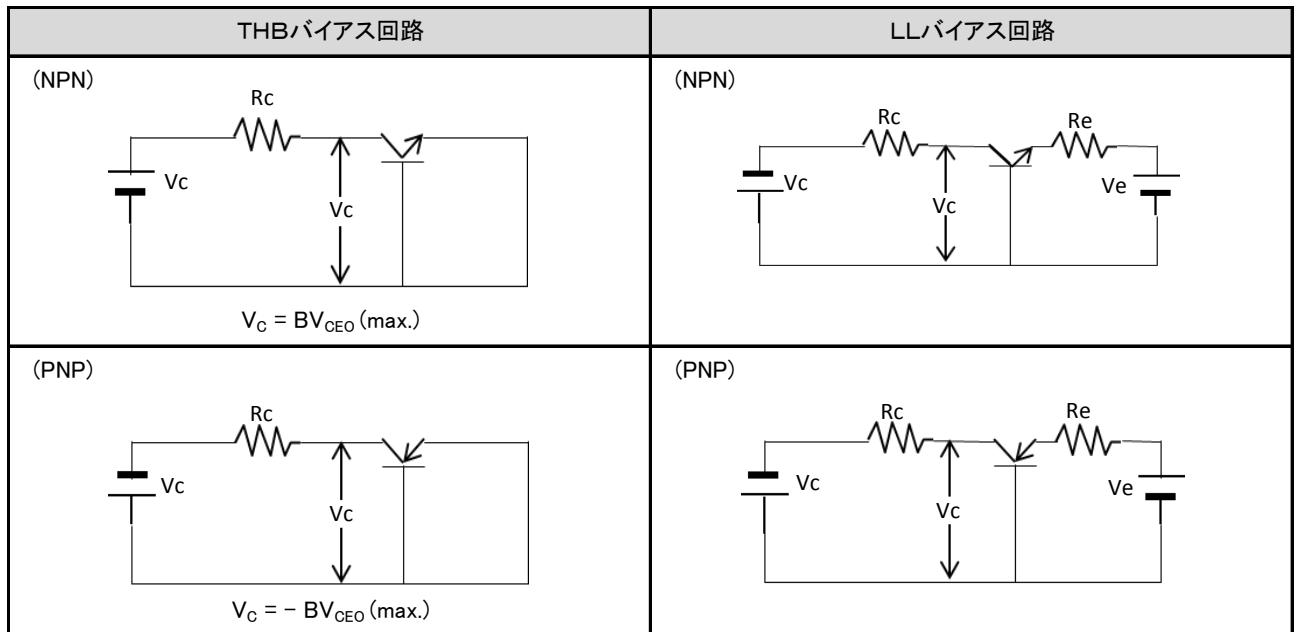 THBバイアス回路
LLバイアス回路
(NPN)
Rc
Vc
Vc
V_C = BV_CEO (max.)
(NPN)
Rc
Re
Vc
Vc
Ve
(PNP)
Rc
Vc
Vc
V_C = - BV_CEO (max.)
(PNP)
Rc
Re
Vc
Vc
Ve